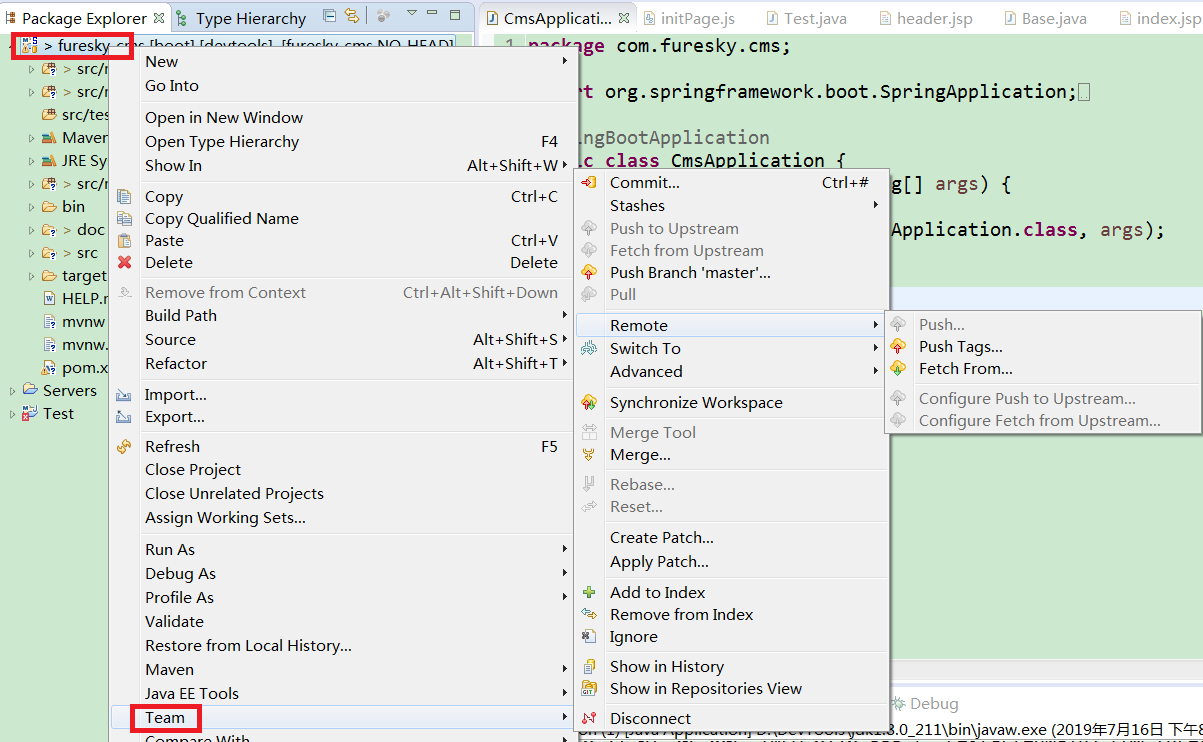 Package Explorer
Type Hierarchy
CmsApplicati...
initPage.js
Test.java
header.jsp
Base.java
index.jsp
> furesky-cms [boot] [devtools] [furesky-cms NO-HEAD]
> src/r
> src/r
src/tes
Maven
JRE Sy
> src/r
bin
> doc
> src
target
HELP.r
mvnw
mvnw.
pom.x
Servers
Test
1 package com.furesky.cms;
rt org.springframework.boot.SpringApplication;
ingBootApplication
ic class CmsApplication {
g[] args) {
Application.class, args);
New
Go Into
Open in New Window
Open Type Hierarchy F4
Show In Alt+Shift+W
Copy Ctrl+C
Copy Qualified Name
Paste Ctrl+V
Delete Delete
Remove from Context Ctrl+Alt+Shift+Down
Build Path
Source Alt+Shift+S
Refactor Alt+Shift+T
Import...
Export...
Refresh F5
Close Project
Close Unrelated Projects
Assign Working Sets...
Run As
Debug As
Profile As
Validate
Restore from Local History...
Maven
Java EE Tools
Team
Compare With
Commit... Ctrl+#
Stashes
Push to Upstream
Fetch from Upstream
Push Branch 'master'...
Pull
Remote
Switch To
Advanced
Synchronize Workspace
Merge Tool
Merge...
Rebase...
Reset...
Create Patch...
Apply Patch...
Add to Index
Remove from Index
Ignore
Show in History
Show in Repositories View
Disconnect
Push...
Push Tags...
Fetch From...
Configure Push to Upstream...
Configure Fetch from Upstream...
Debug
on (1) [Java Application] D:\DevTools\jdk1.8.0_211\bin\javaw.exe (2019年7月16日 下午8